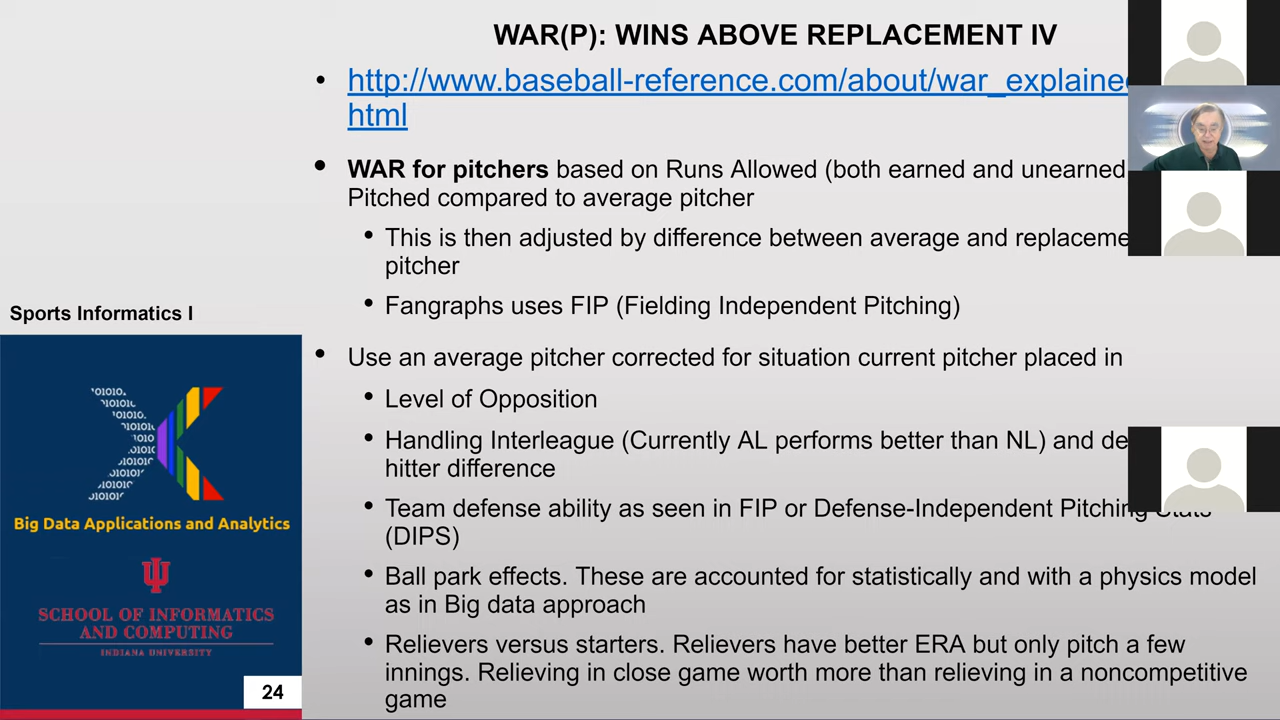 WAR(P): WINS ABOVE REPLACEMENT IV
• http://www.baseball-reference.com/about/war_explained
html
• WAR for pitchers based on Runs Allowed (both earned and unearned
Pitched compared to average pitcher
• This is then adjusted by difference between average and
pitcher
• Fangraphs uses FIP (Fielding Independent Pitching)
• Use an average pitcher corrected for situation current pitcher placed in
• Level of Opposition
• Handling Interleague (Currently AL performs better than NL) and
hitter difference
• Team defense ability as seen in FIP or Defense-Independent Pitching Stats
(DIPS)
• Ball park effects. These are accounted for statistically and with a physics model
as in Big data approach
• Relievers versus starters. Relievers have better ERA but only pitch a few
innings. Relieving in close game worth more than relieving in a noncompetitive
game
Sports Informatics I
Big Data Applications and Analytics
SCHOOL OF INFORMATICS
AND COMPUTING
INDIANA UNIVERSITY
24